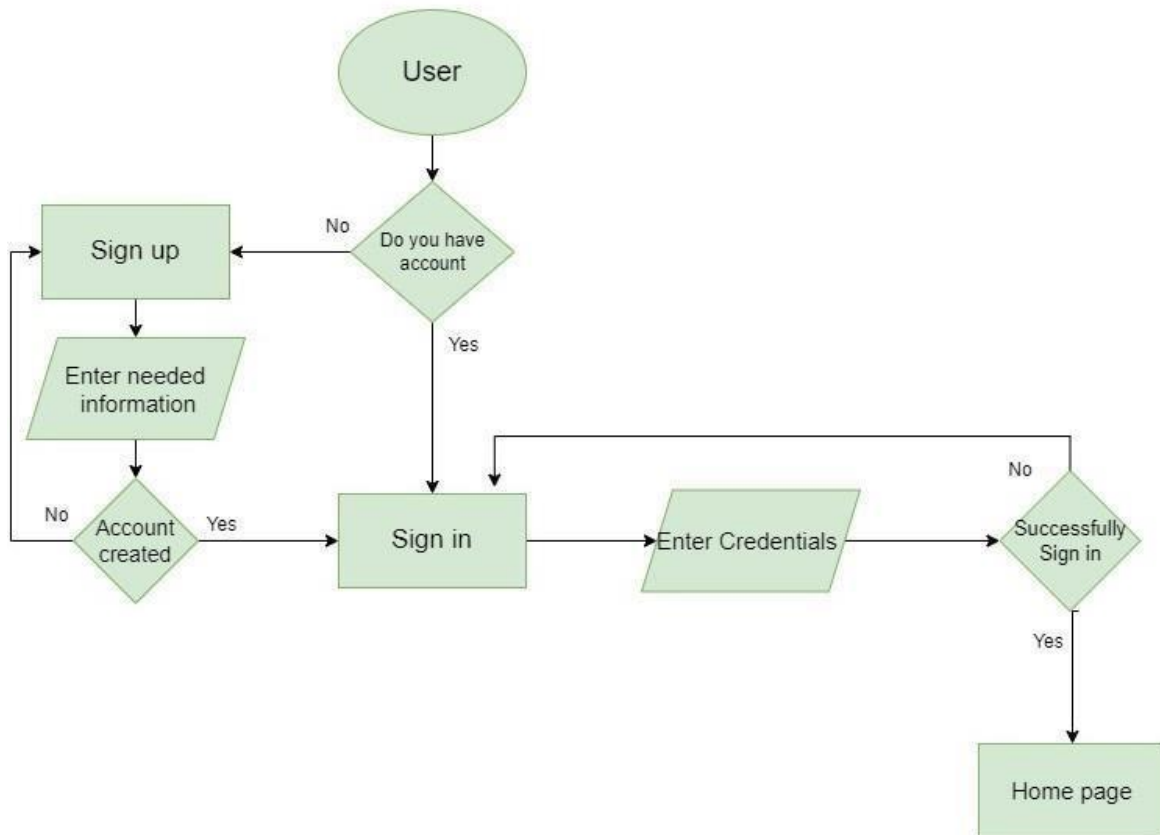 User
Do you have
account
No
Sign up
Yes
Enter needed
information
Account
created
No
Yes
Sign in
Enter Credentials
Successfully
Sign in
No
Yes
Home page